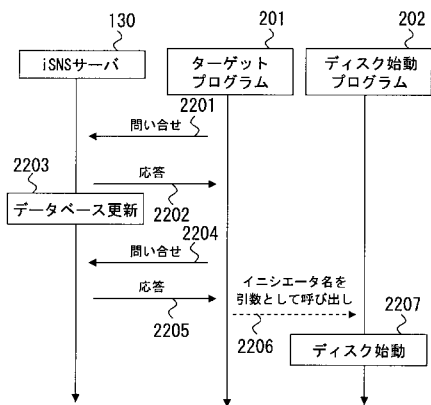 130
201
202
iSNSサーバ
ターゲット
プログラム
ディスク始動
プログラム
2201
問い合せ
2203
応答
2202
データベース更新
2204
問い合せ
応答
2205
イニシエータ名を
引数として呼び出し
2206
2207
ディスク始動